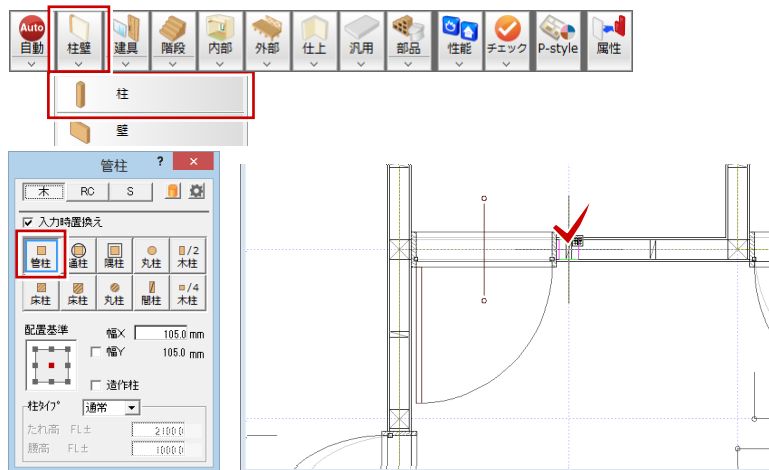 Auto
自動 柱壁 建具 階段 内部 外部 仕上 汎用 部品 性能 チェック P-style 属性
柱
壁
管柱 ? ×
木 RC S
入力時置換え
管柱 通柱 隅柱 丸柱 □/2 木柱
床柱 床柱 丸柱 間柱 □/4 木柱
配置基準 幅X 105.0 mm
幅Y 105.0 mm
造作柱
柱タイプ 通常
たれ高 FL± 2100.0
腰高 FL± 1000.0